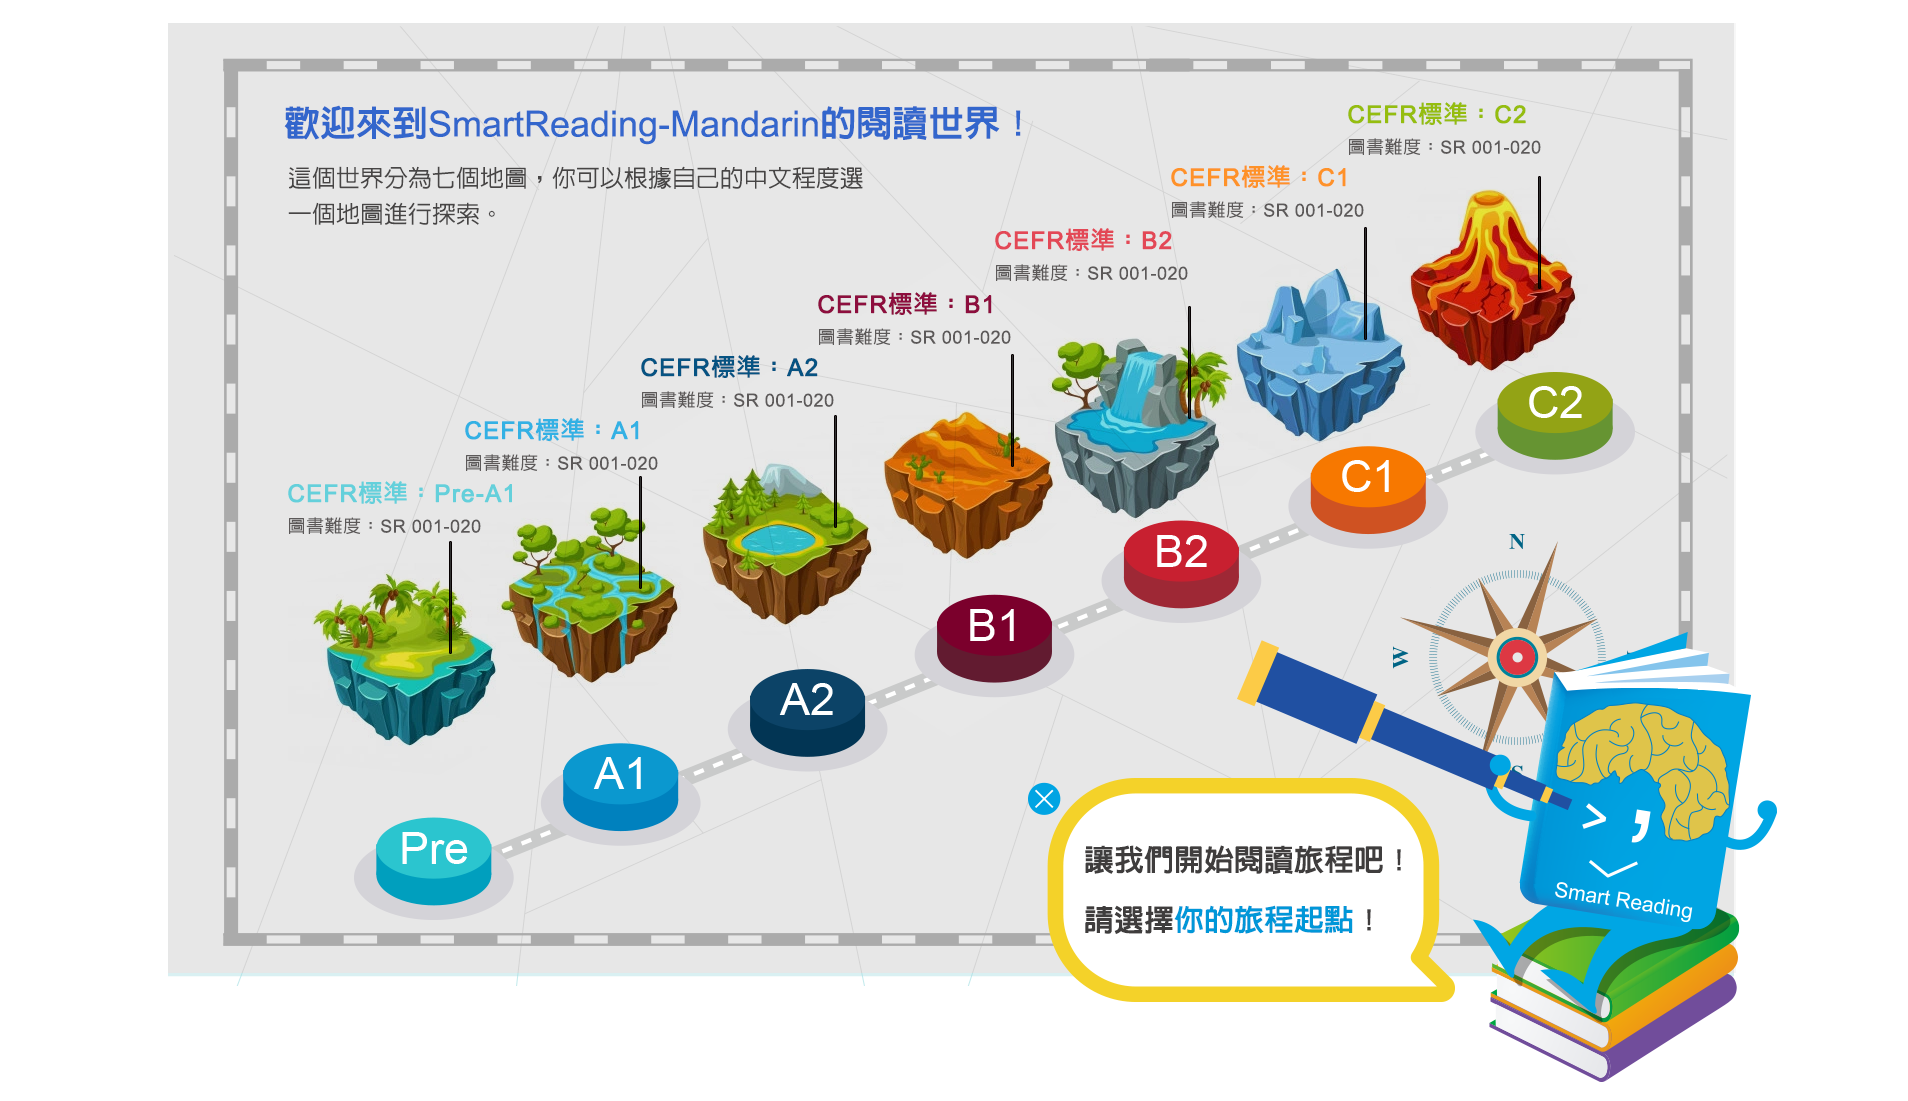 歡迎來到SmartReading-Mandarin的閱讀世界！
這個世界分為七個地圖，你可以根據自己的中文程度選
一個地圖進行探索。
CEFR標準：Pre-A1
圖書難度：SR 001-020
CEFR標準：A1
圖書難度：SR 001-020
CEFR標準：A2
圖書難度：SR 001-020
CEFR標準：B1
圖書難度：SR 001-020
CEFR標準：B2
圖書難度：SR 001-020
CEFR標準：C1
圖書難度：SR 001-020
CEFR標準：C2
圖書難度：SR 001-020
Pre
A1
A2
B1
B2
C1
C2
N
W
S
讓我們開始閱讀旅程吧！
請選擇你的旅程起點！
Smart Reading